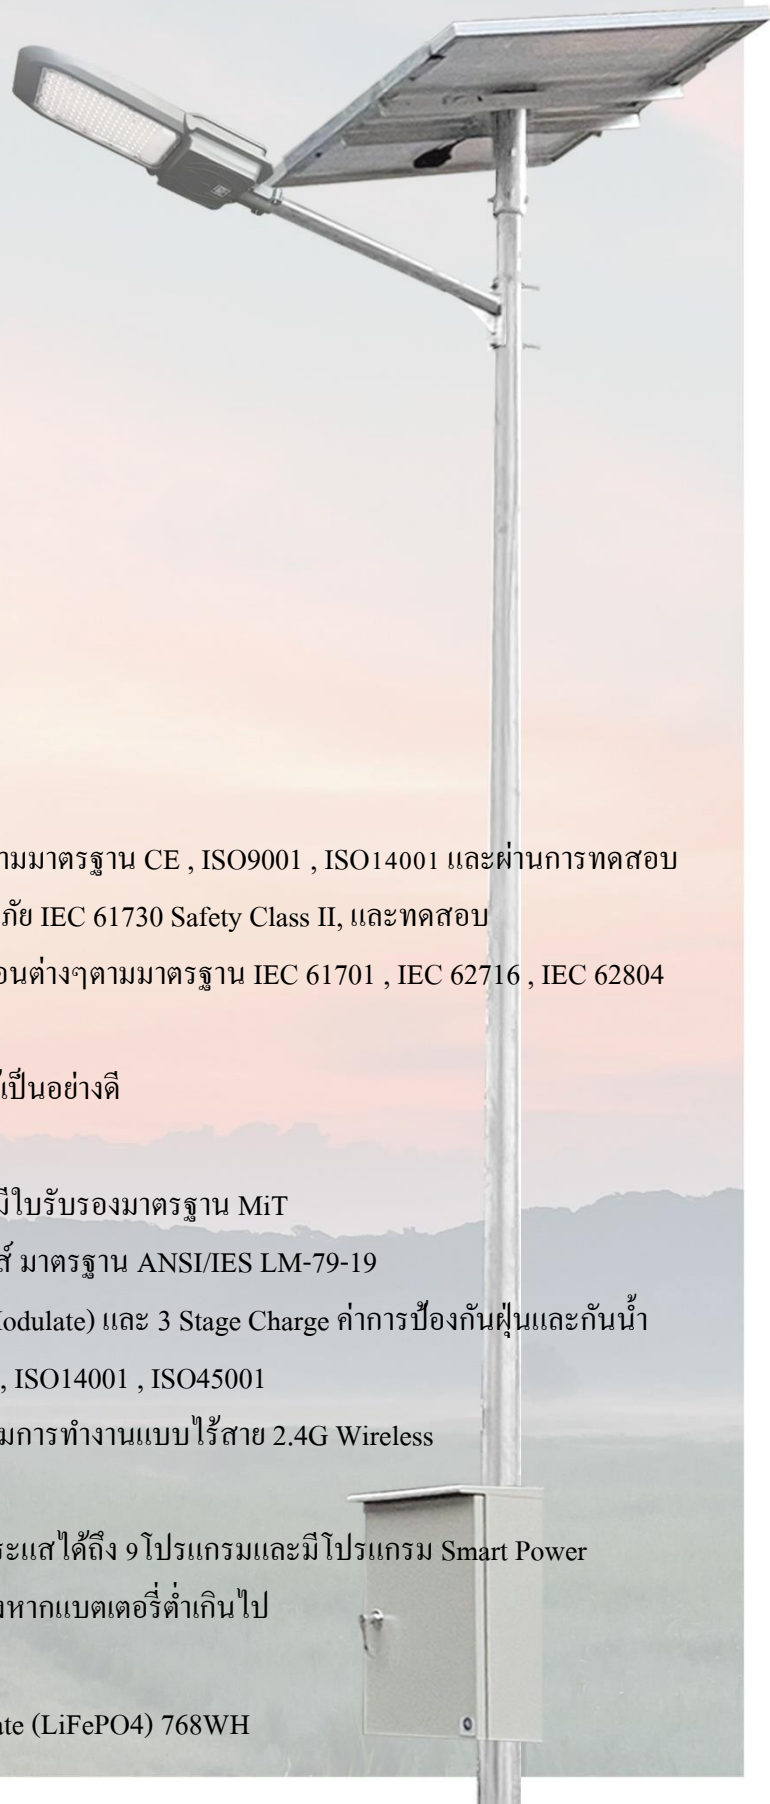 ามมาตรฐาน CE , ISO9001 , ISO14001 และผ่านการทดสอบ
ภัย IEC 61730 Safety Class II, และทดสอบ
อนต่างๆตามมาตรฐาน IEC 61701 , IEC 62716 , IEC 62804
เป็นอย่างดี
มีใบรับรองมาตรฐาน MiT
ส์ มาตรฐาน ANSI/IES LM-79-19
Modulate) และ 3 Stage Charge ค่าการป้องกันฝุ่นและกันน้ำ
, ISO14001 , ISO45001
มการทำงานแบบไร้สาย 2.4G Wireless
ระแสได้ถึง 9โปรแกรมและมีโปรแกรม Smart Power
งหากแบตเตอรี่ต่ำเกินไป
ate (LiFePO4) 768WH